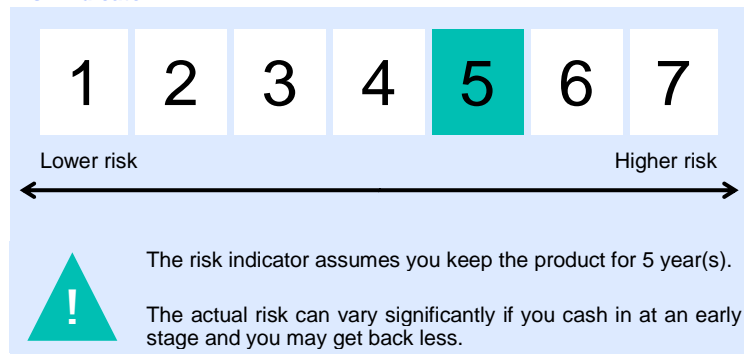 1 2 3 4 5 6 7
Lower risk Higher risk
!
The risk indicator assumes you keep the product for 5 year(s).
The actual risk can vary significantly if you cash in at an early
stage and you may get back less.